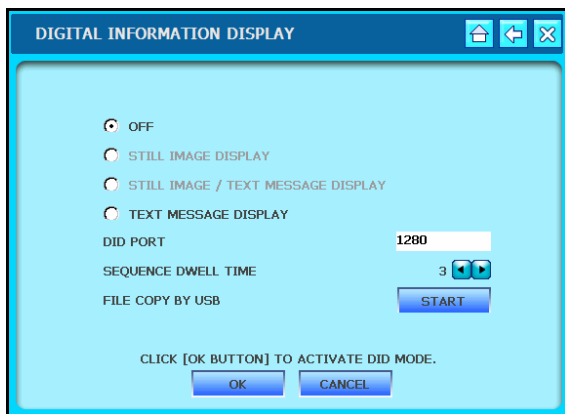 DIGITAL INFORMATION DISPLAY
OFF
STILL IMAGE DISPLAY
STILL IMAGE / TEXT MESSAGE DISPLAY
TEXT MESSAGE DISPLAY
DID PORT 1280
SEQUENCE DWELL TIME 3
FILE COPY BY USB START
CLICK [OK BUTTON] TO ACTIVATE DID MODE.
OK CANCEL